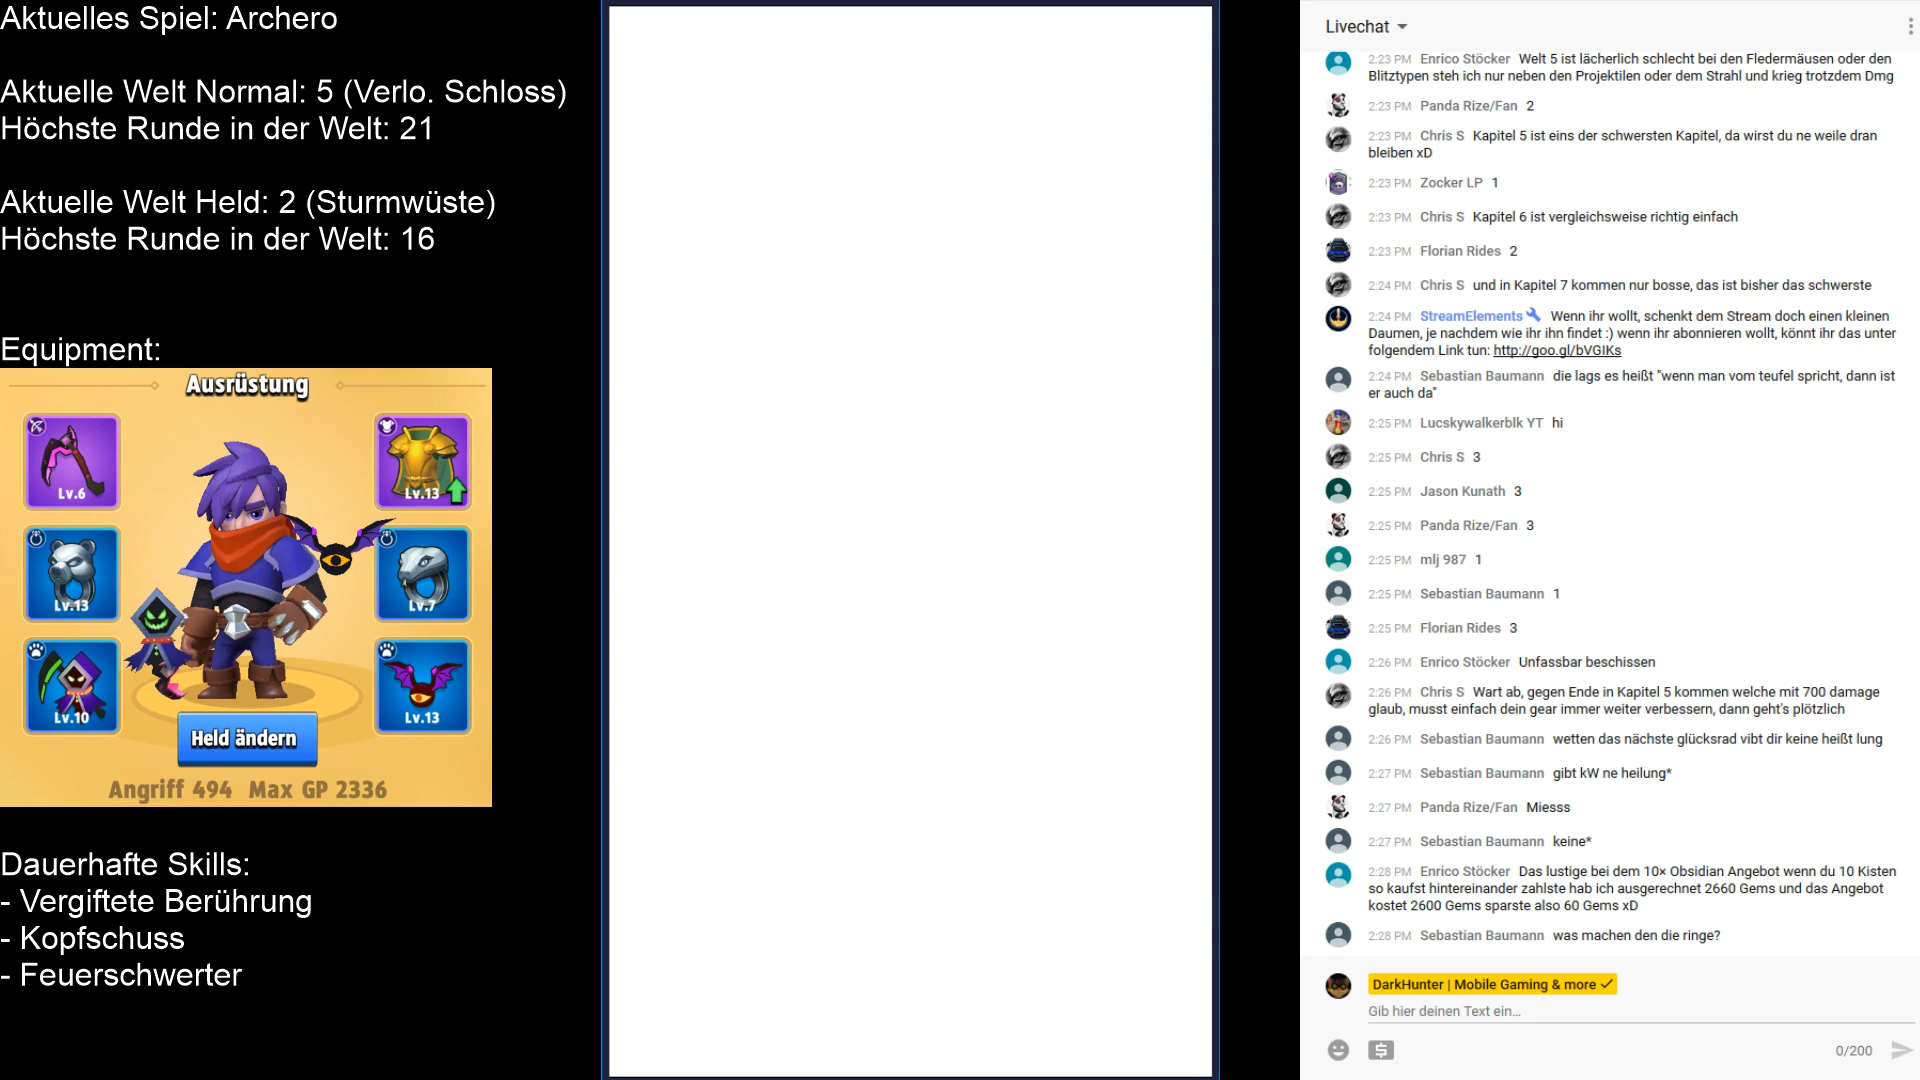 Aktuelles Spiel: Archero
Aktuelle Welt Normal: 5 (Verlo. Schloss)
Höchste Runde in der Welt: 21
Aktuelle Welt Held: 2 (Sturmwüste)
Höchste Runde in der Welt: 16
Equipment:
Ausrüstung
Lv.6
Lv.13
Lv.13
Lv.7
Lv.10
Lv.13
Held ändern
Angriff 494 Max GP 2336
Dauerhafte Skills:
- Vergiftete Berührung
- Kopfschuss
- Feuerschwerter
Livechat
2:23 PM Enrico Stöcker Welt 5 ist lächerlich schlecht bei den Fledermäusen oder den
Blitztypen steh ich nur neben den Projektilen oder dem Strahl und krieg trotzdem Dmg
2:23 PM Panda Rize/Fan 2
2:23 PM Chris S Kapitel 5 ist eins der schwersten Kapitel, da wirst du ne weile dran
bleiben xD
2:23 PM Zocker LP 1
2:23 PM Chris S Kapitel 6 ist vergleichsweise richtig einfach
2:23 PM Florian Rides 2
2:24 PM Chris S und in Kapitel 7 kommen nur bosse, das ist bisher das schwerste
2:24 PM StreamElements Wenn ihr wollt, schenkt dem Stream doch einen kleinen
Daumen, je nachdem wie ihr ihn findet :) wenn ihr abonnieren wollt, könnt ihr das unter
folgendem Link tun: http://goo.gl/bVGIKs
2:24 PM Sebastian Baumann die lags es heißt "wenn man vom teufel spricht, dann ist
er auch da"
2:25 PM Lucskywalkerblk YT hi
2:25 PM Chris S 3
2:25 PM Jason Kunath 3
2:25 PM Panda Rize/Fan 3
2:25 PM mlj 987 1
2:25 PM Sebastian Baumann 1
2:25 PM Florian Rides 3
2:26 PM Enrico Stöcker Unfassbar beschissen
2:26 PM Chris S Wart ab, gegen Ende in Kapitel 5 kommen welche mit 700 damage
glaub, musst einfach dein gear immer weiter verbessern, dann geht's plötzlich
2:26 PM Sebastian Baumann wetten das nächste glücksrad vibt dir keine heißt lung
2:27 PM Sebastian Baumann gibt kW ne heilung*
2:27 PM Panda Rize/Fan Miesss
2:27 PM Sebastian Baumann keine*
2:28 PM Enrico Stöcker Das lustige bei dem 10× Obsidian Angebot wenn du 10 Kisten
so kaufst hintereinander zahlste hab ich ausgerechnet 2660 Gems und das Angebot
kostet 2600 Gems sparste also 60 Gems xD
2:28 PM Sebastian Baumann was machen den die ringe?
DarkHunter | Mobile Gaming & more
Gib hier deinen Text ein...
0/200